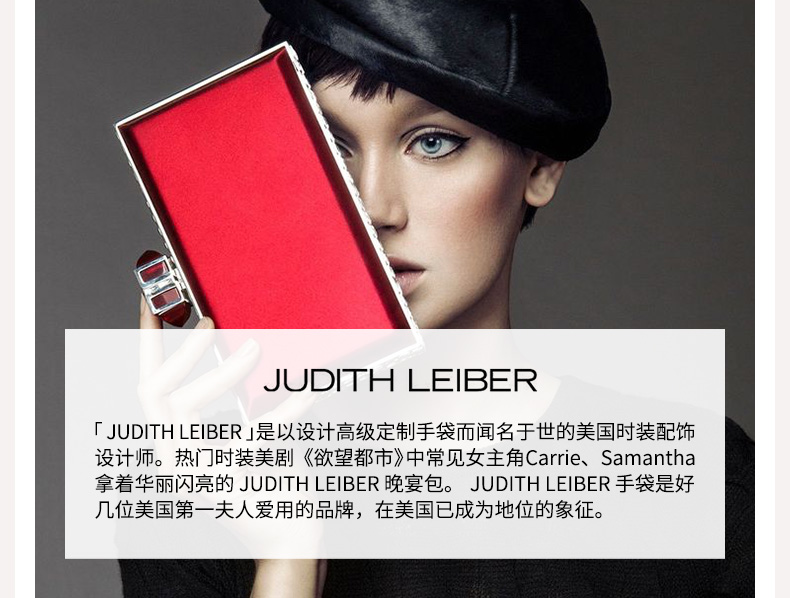 JUDITH LEIBER
「JUDITH LEIBER」是以设计高级定制手袋而闻名于世的美国时装配饰
设计师。热门时装美剧《欲望都市》中常见女主角Carrie、Samantha
拿着华丽闪亮的 JUDITH LEIBER 晚宴包。 JUDITH LEIBER 手袋是好
几位美国第一夫人爱用的品牌，在美国已成为地位的象征。